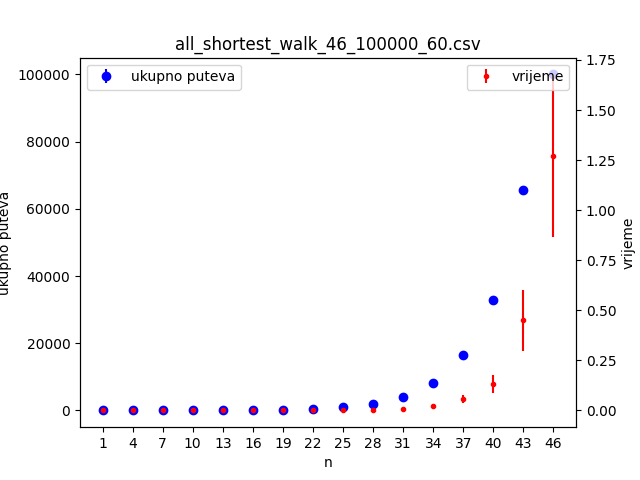 all_shortest_walk_46_100000_60.csv
ukupno puteva
vrijeme
100000
80000
60000
40000
20000
0
ukupno puteva
1.75
1.50
1.25
1.00
0.75
0.50
0.25
0.00
vrijeme
1 4 7 10 13 16 19 22 25 28 31 34 37 40 43 46
n